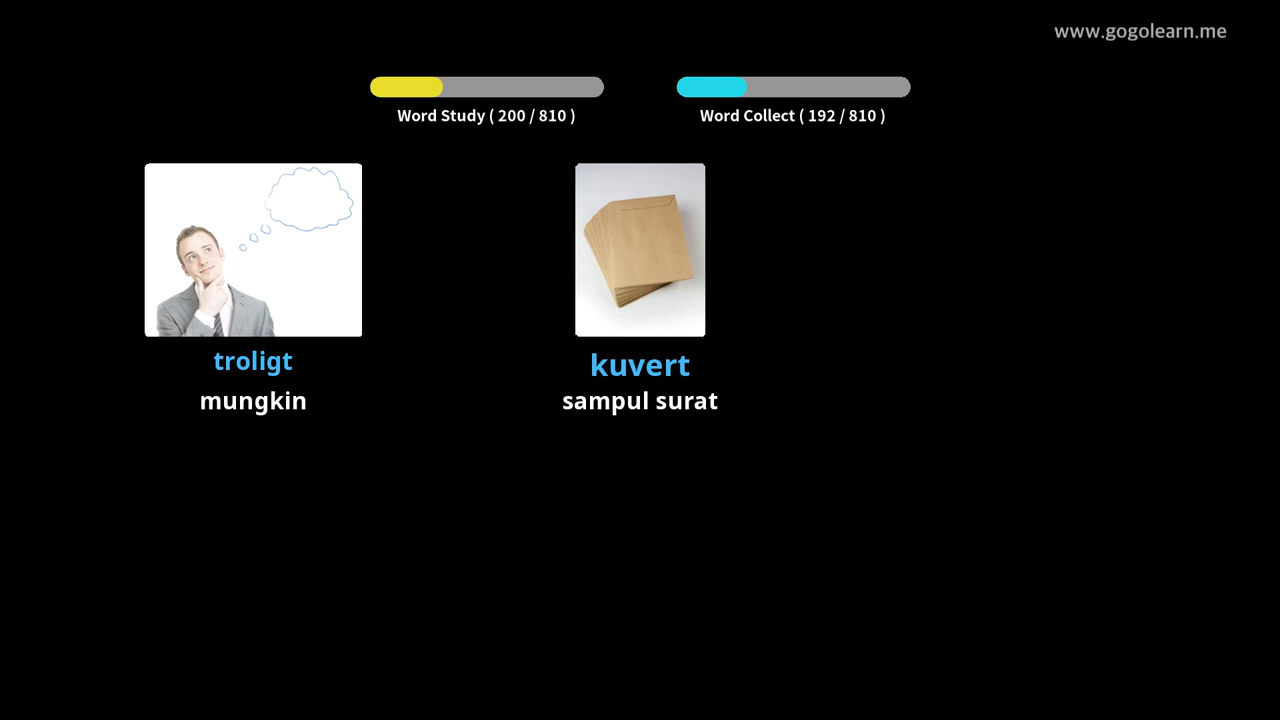 www.gogolearn.me
Word Study ( 200 / 810 )
Word Collect ( 192 / 810 )
troligt
mungkin
kuvert
sampul surat